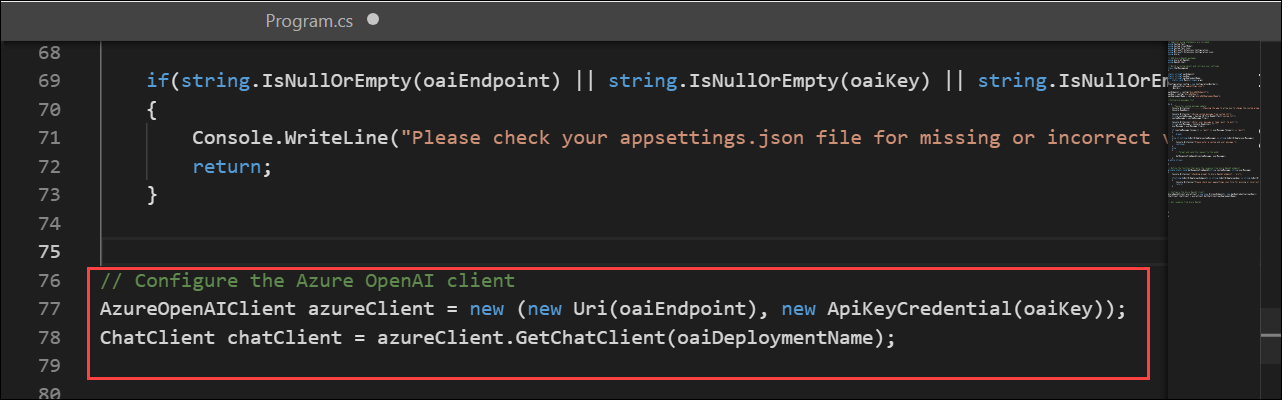 Program.cs
68
69 if(string.IsNullOrEmpty(oaiEndpoint) || string.IsNullOrEmpty(oaiKey) || string.IsNullOrEm
70 {
71 Console.WriteLine("Please check your appsettings.json file for missing or incorrect
72 return;
73 }
74
75
76 // Configure the Azure OpenAI client
77 AzureOpenAIClient azureClient = new (new Uri(oaiEndpoint), new ApiKeyCredential(oaiKey));
78 ChatClient chatClient = azureClient.GetChatClient(oaiDeploymentName);
79
80